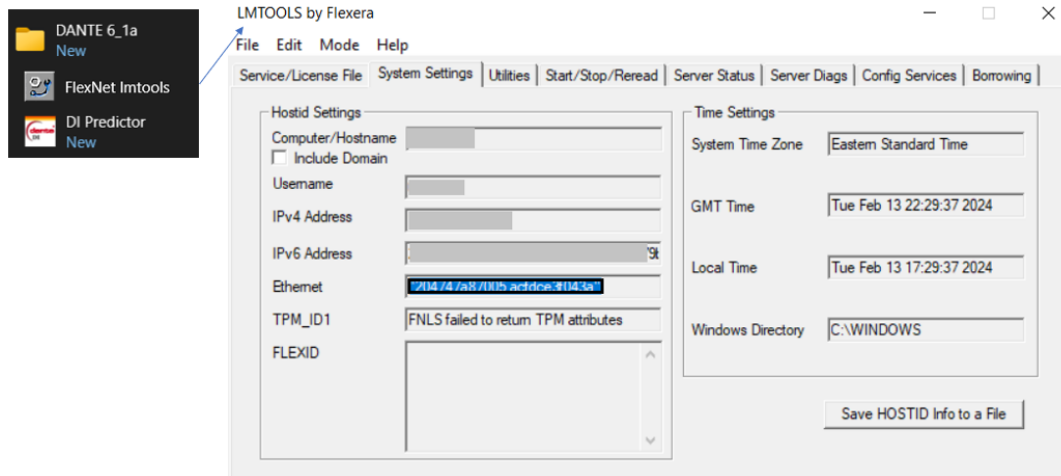 DANTE 6_1a
New
FlexNet lmtools
DI Predictor
New
LMTOOLS by Flexera
File Edit Mode Help
Service/License File System Settings Utilities Start/Stop/Reread Server Status Server Diags Config Services Borrowing
Hostid Settings
Computer/Hostname
Include Domain
Username
IPv4 Address
IPv6 Address
Ethernet
TPM_ID1 FNLS failed to return TPM attributes
FLEXID
Time Settings
System Time Zone Eastern Standard Time
GMT Time Tue Feb 13 22:29:37 2024
Local Time Tue Feb 13 17:29:37 2024
Windows Directory C:\WINDOWS
Save HOSTID Info to a File